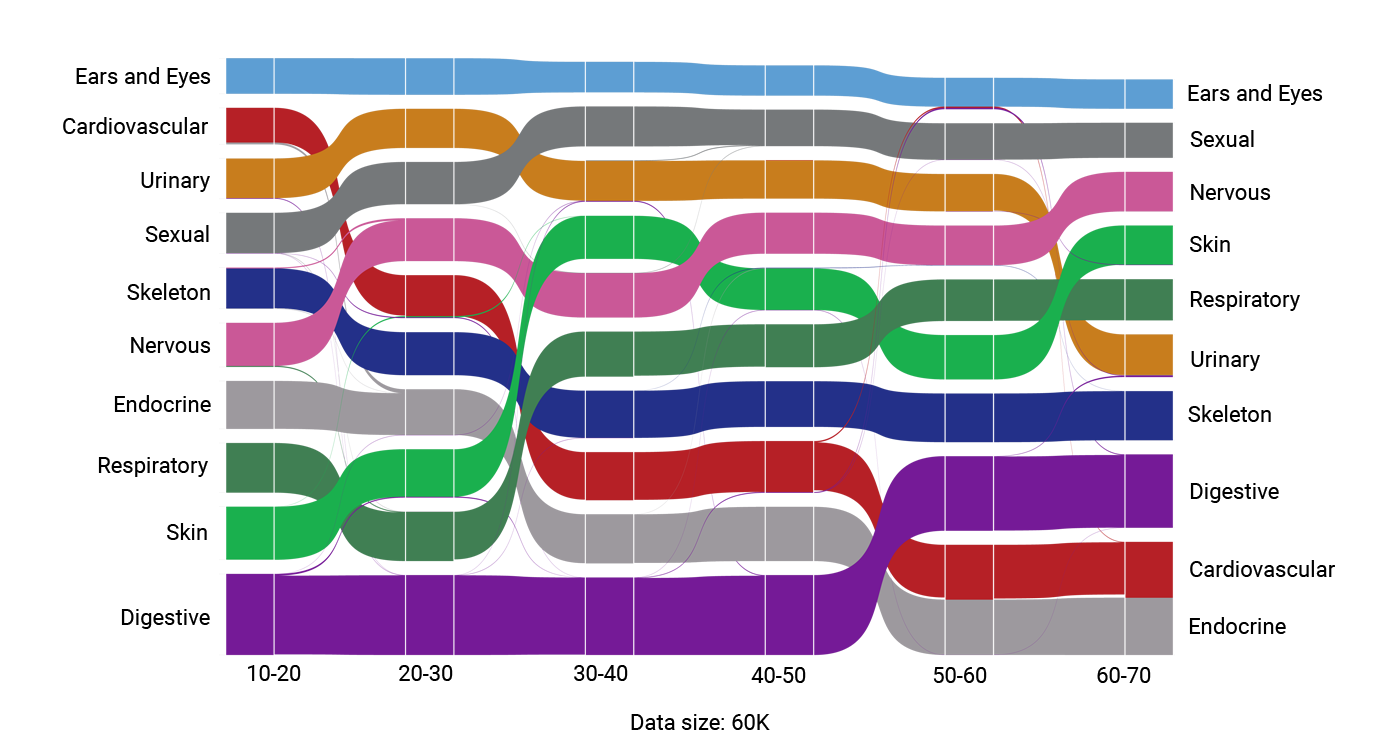 Ears and Eyes
Cardiovascular
Urinary
Sexual
Skeleton
Nervous
Endocrine
Respiratory
Skin
Digestive
Ears and Eyes
Sexual
Nervous
Skin
Respiratory
Urinary
Skeleton
Digestive
Cardiovascular
Endocrine
10-20 20-30 30-40 40-50 50-60 60-70
Data size: 60K